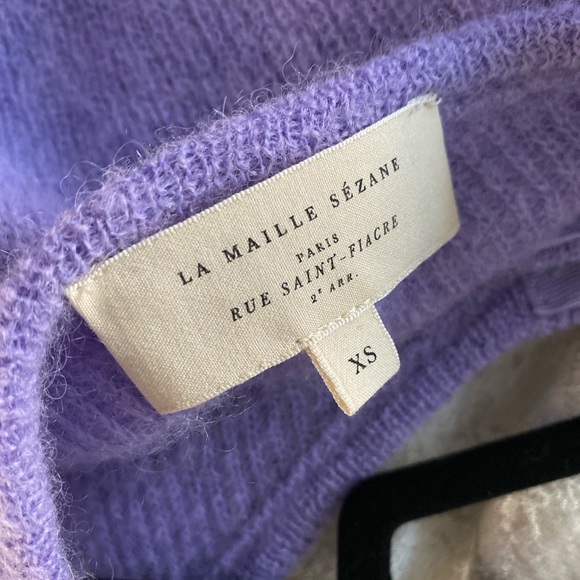 LA MAILLE SÉZANE
PARIS
RUE SAINT-FIACRE
2ᵉ ARR.
XS